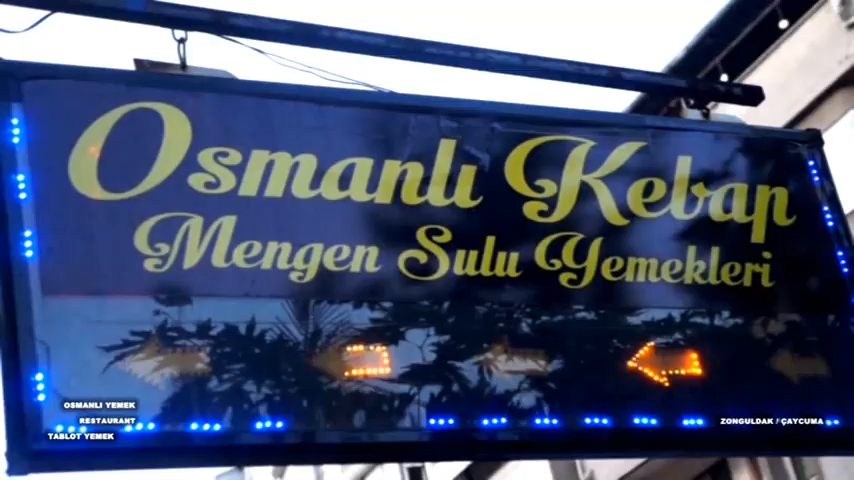 Osmanlı Kebap
Mengen Sulu Yemekleri
OSMANLI YEMEK
RESTAURANT
TABLOT YEMEK
ZONGULDAK / ÇAYCUMA